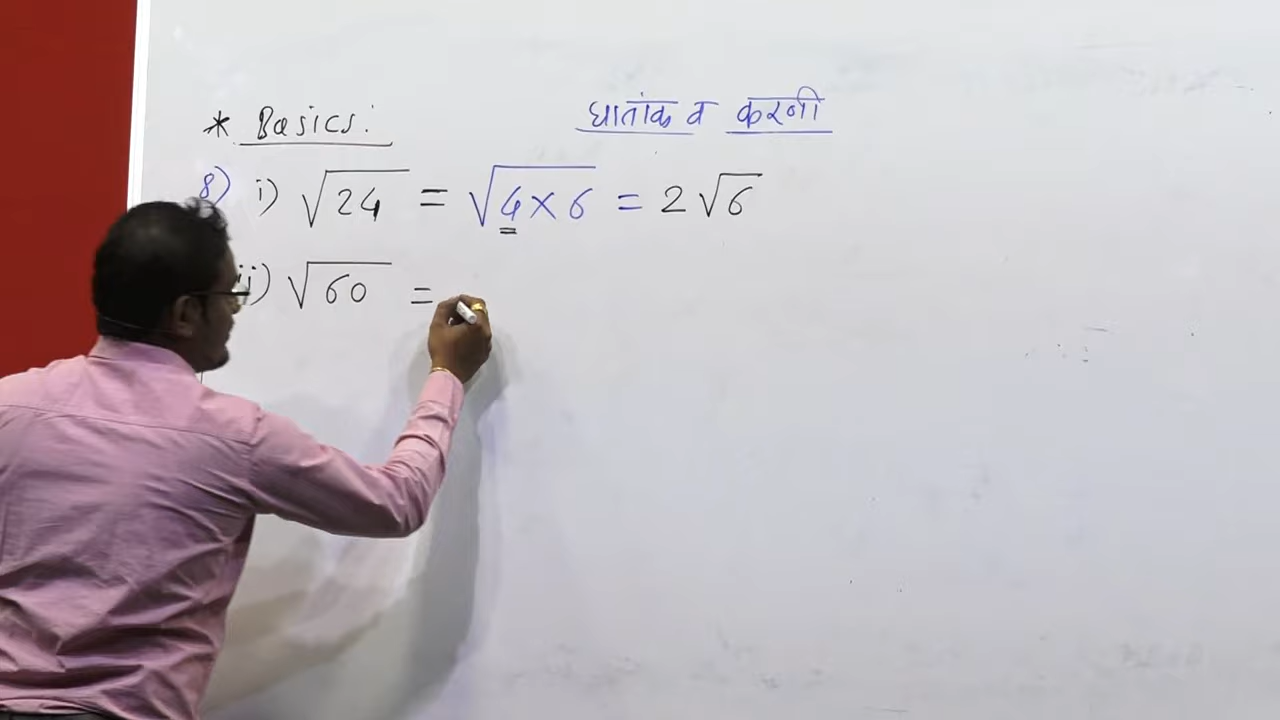 * Basics:
घातांक व करणी
8) i) √24 = √4×6 = 2√6
ii) √60 =